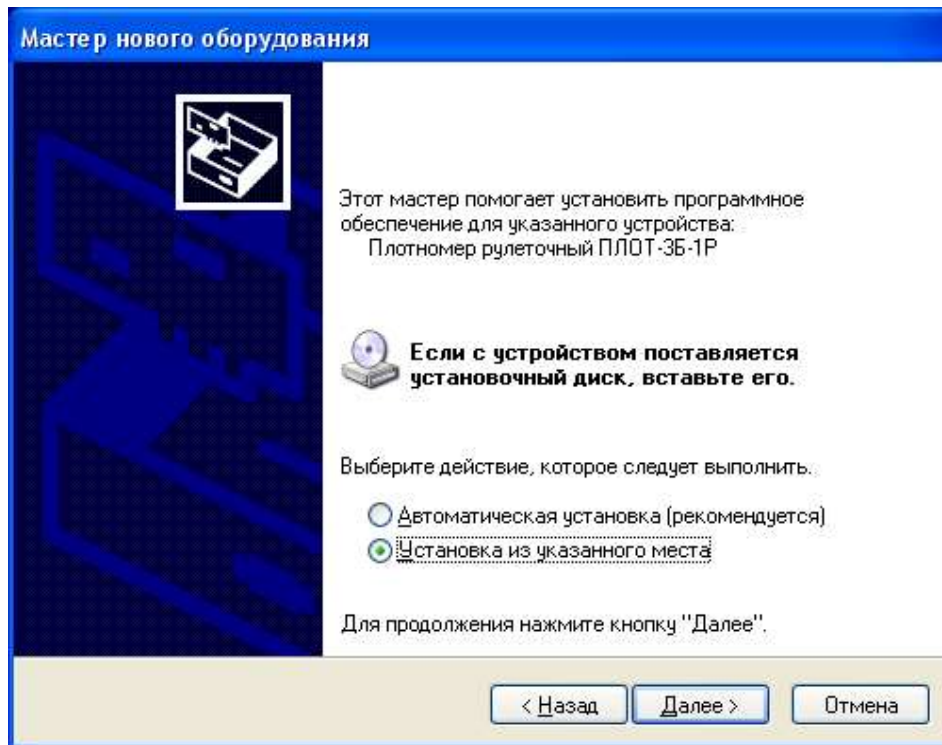 Мастер нового оборудования
Этот мастер помогает установить программное
обеспечение для указанного устройства:
Плотномер рулеточный ПЛОТ-3Б-1Р
Если с устройством поставляется
установочный диск, вставьте его.
Выберите действие, которое следует выполнить.
Автоматическая установка (рекомендуется)
Установка из указанного места
Для продолжения нажмите кнопку "Далее".
< Назад
Далее >
Отмена